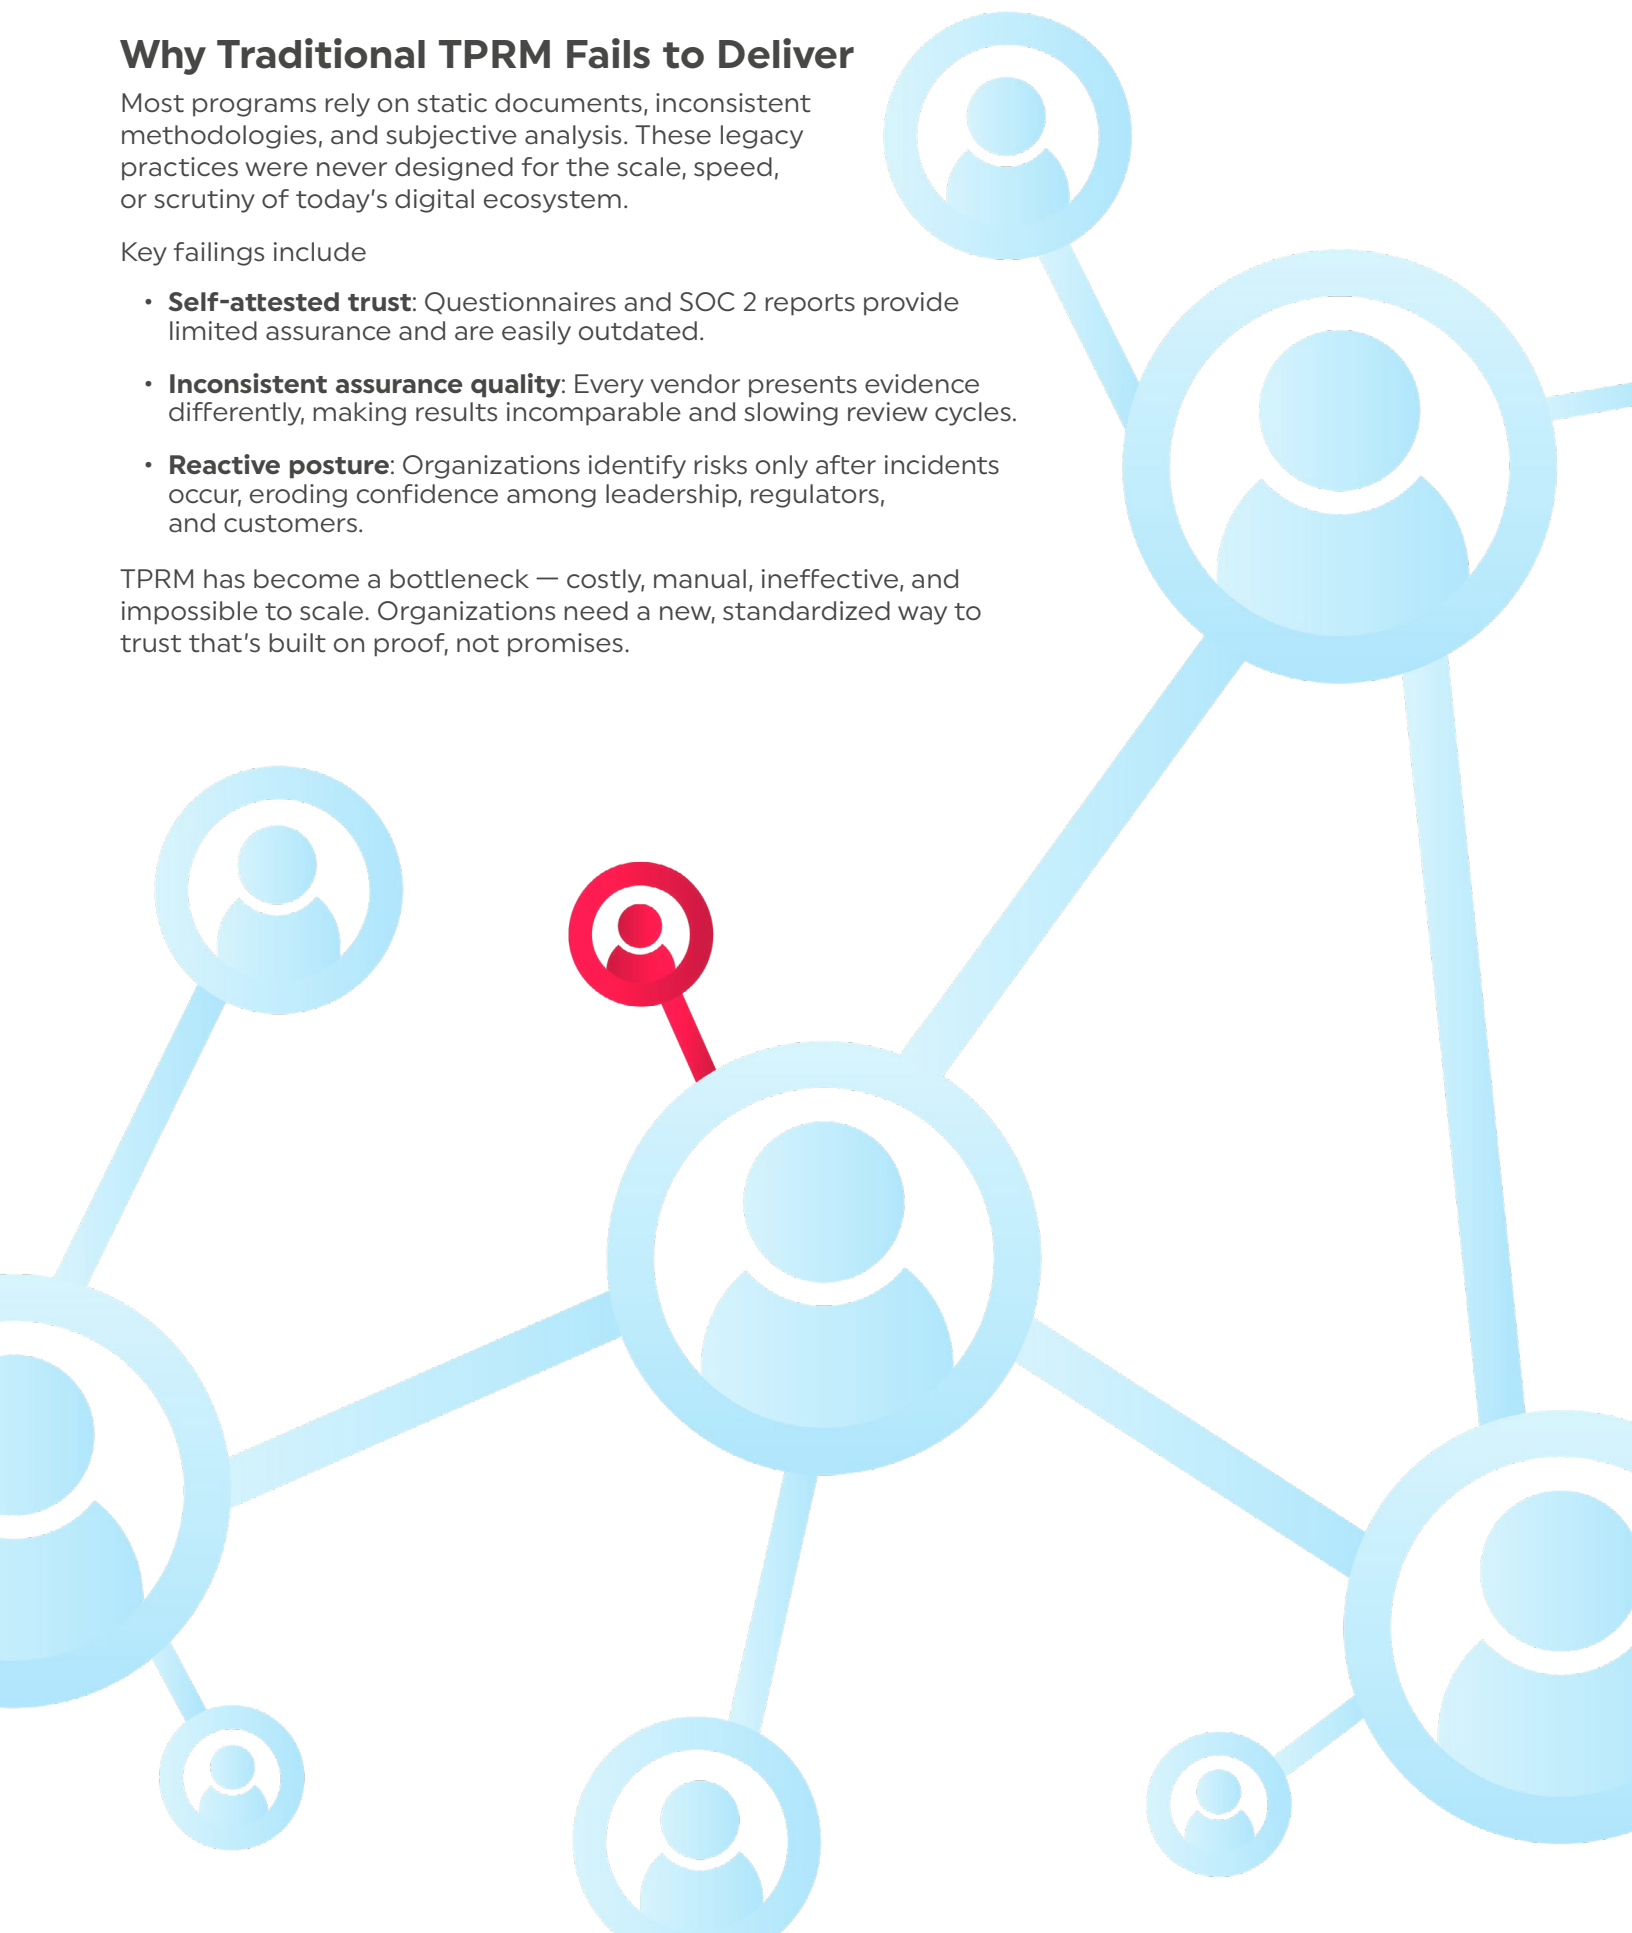 Why Traditional TPRM Fails to Deliver
Most programs rely on static documents, inconsistent
methodologies, and subjective analysis. These legacy
practices were never designed for the scale, speed,
or scrutiny of today's digital ecosystem.
Key failings include
• Self-attested trust: Questionnaires and SOC 2 reports provide
limited assurance and are easily outdated.
• Inconsistent assurance quality: Every vendor presents evidence
differently, making results incomparable and slowing review cycles.
• Reactive posture: Organizations identify risks only after incidents
occur, eroding confidence among leadership, regulators,
and customers.
TPRM has become a bottleneck — costly, manual, ineffective, and
impossible to scale. Organizations need a new, standardized way to
trust that's built on proof, not promises.